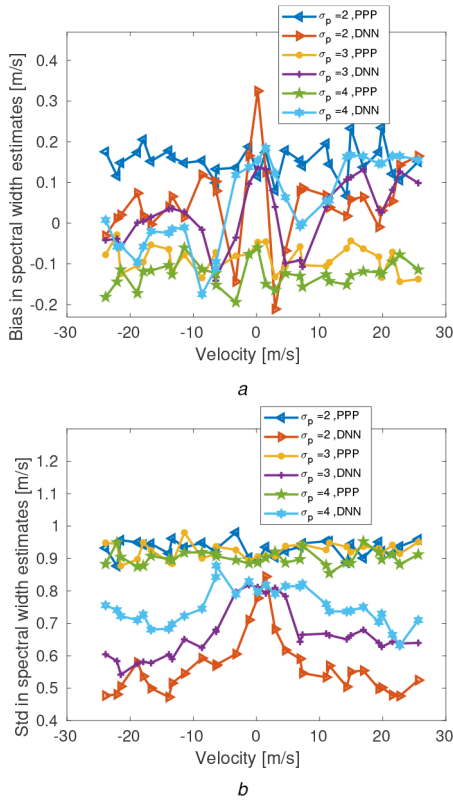 σp =2 ,PPP
σp =2 ,DNN
σp =3 ,PPP
σp =3 ,DNN
σp =4 ,PPP
σp =4 ,DNN
Bias in spectral width estimates [m/s]
0.4
0.3
0.2
0.1
0
-0.1
-0.2
-30 -20 -10 0 10 20 30
Velocity [m/s]
a
σp =2 ,PPP
σp =2 ,DNN
σp =3 ,PPP
σp =3 ,DNN
σp =4 ,PPP
σp =4 ,DNN
Std in spectral width estimates [m/s]
1.2
1.1
1
0.9
0.8
0.7
0.6
0.5
0.4
-30 -20 -10 0 10 20 30
Velocity [m/s]
b